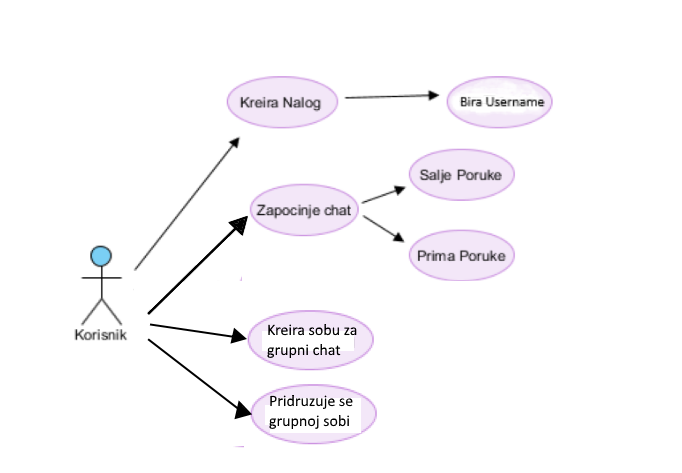 Kreira Nalog
Bira Username
Salje Poruke
Zapocinje chat
Prima Poruke
Korisnik
Kreira sobu za
grupni chat
Pridruzuje se
grupnoj sobi